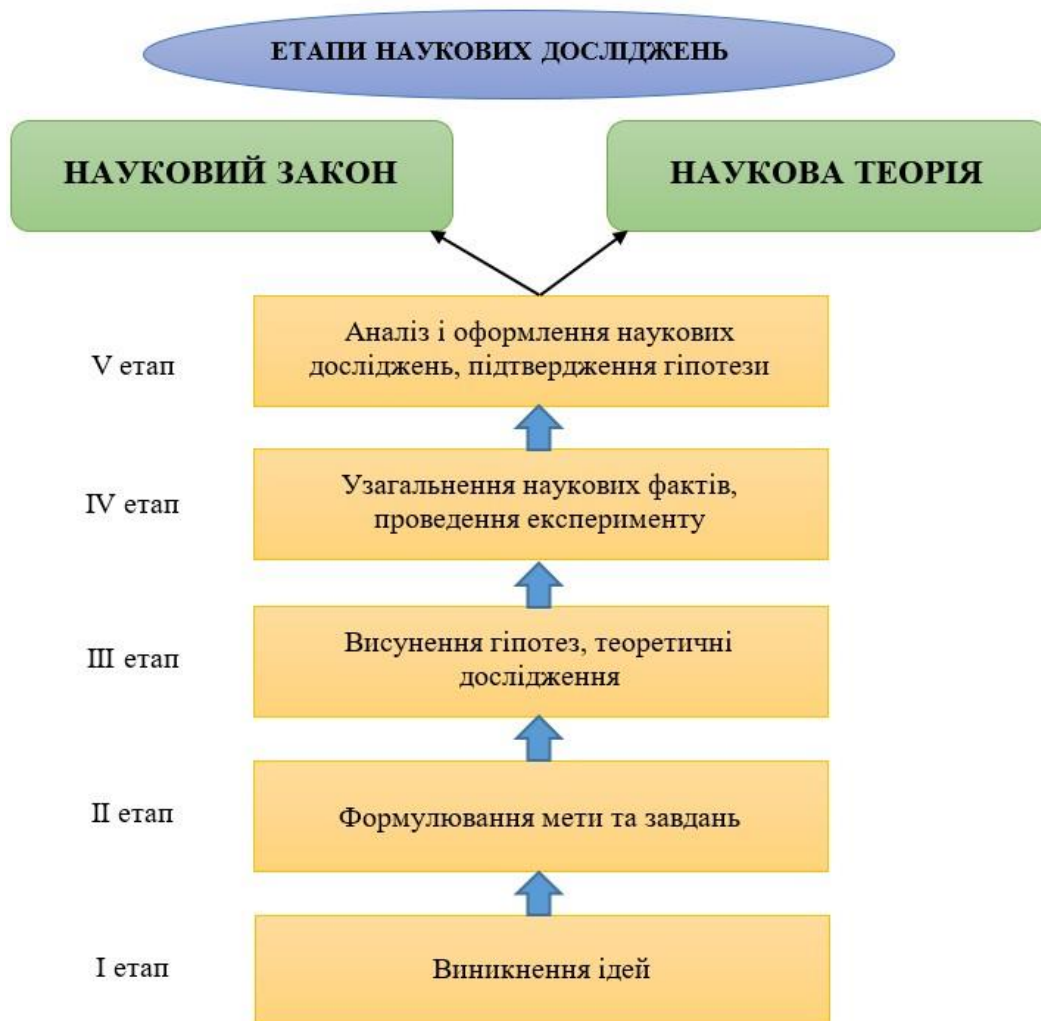 ЕТАПИ НАУКОВИХ ДОСЛІДЖЕНЬ
НАУКОВИЙ ЗАКОН
НАУКОВА ТЕОРІЯ
V етап
Аналіз і оформлення наукових
досліджень, підтвердження гіпотези
IV етап
Узагальнення наукових фактів,
проведення експерименту
III етап
Висунення гіпотез, теоретичні
дослідження
II етап
Формулювання мети та завдань
I етап
Виникнення ідей